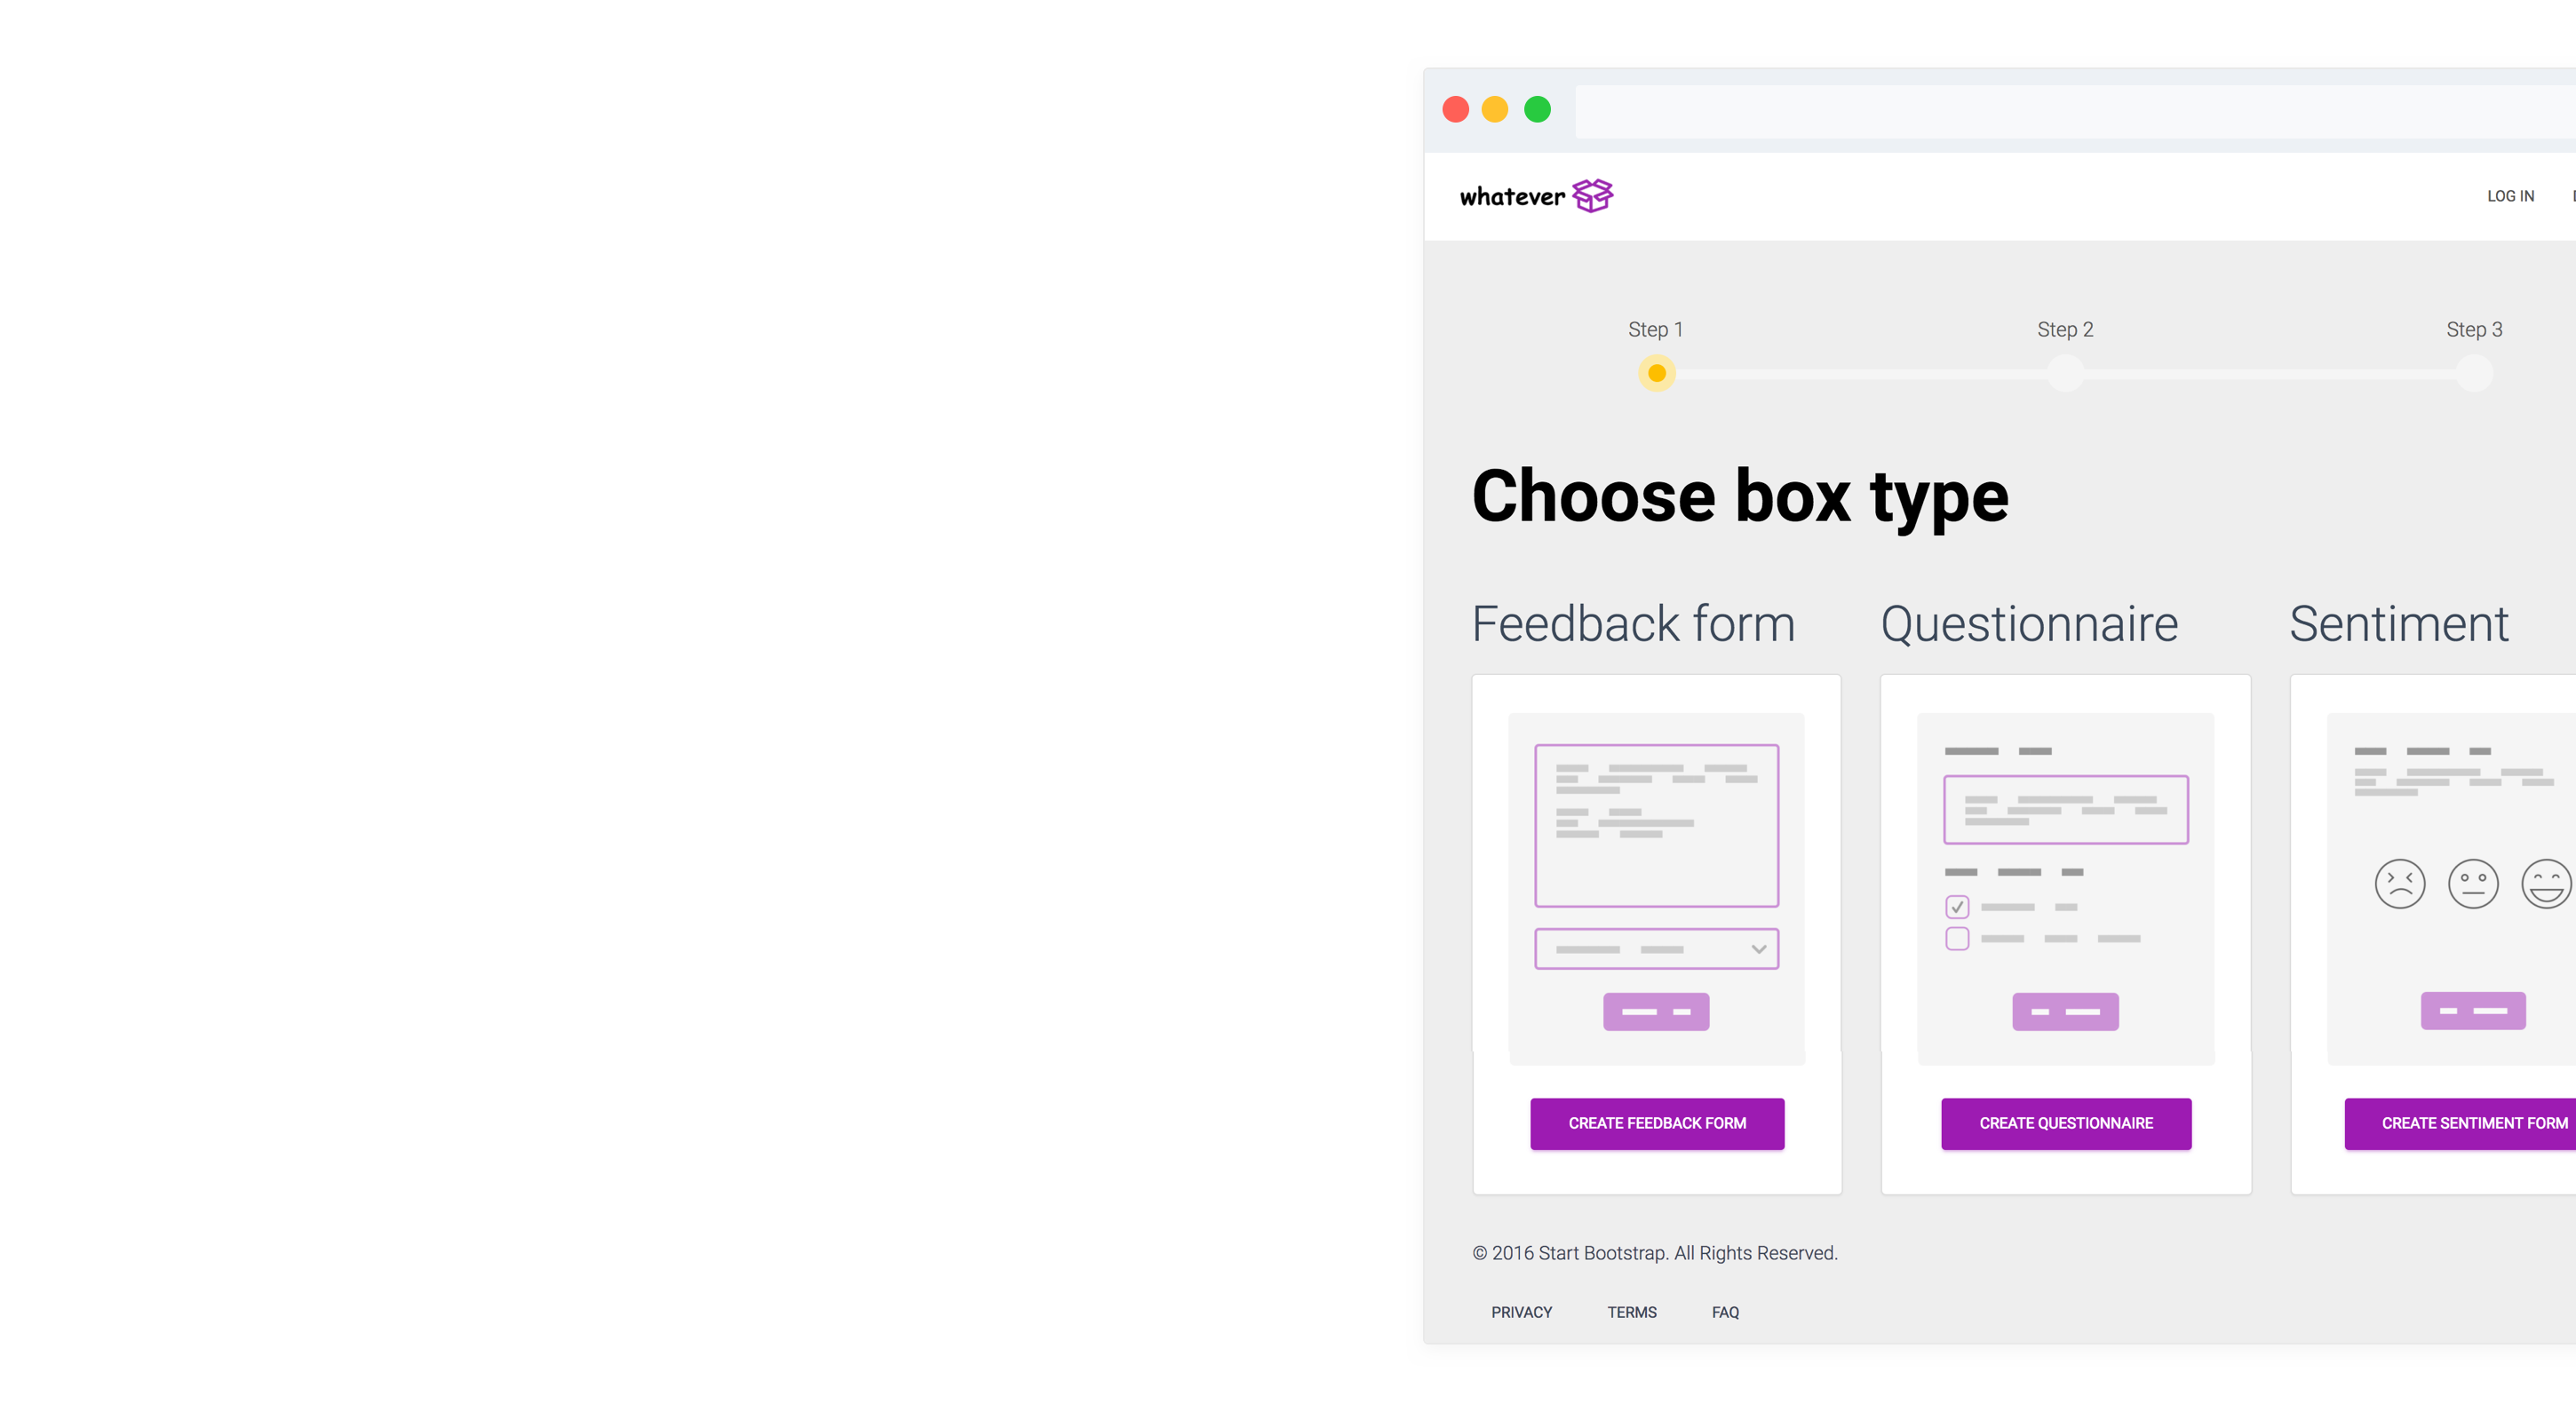 whatever
LOG IN
Step 1 Step 2 Step 3
Choose box type
Feedback form Questionnaire Sentiment
CREATE FEEDBACK FORM CREATE QUESTIONNAIRE CREATE SENTIMENT FORM
© 2016 Start Bootstrap. All Rights Reserved.
PRIVACY TERMS FAQ